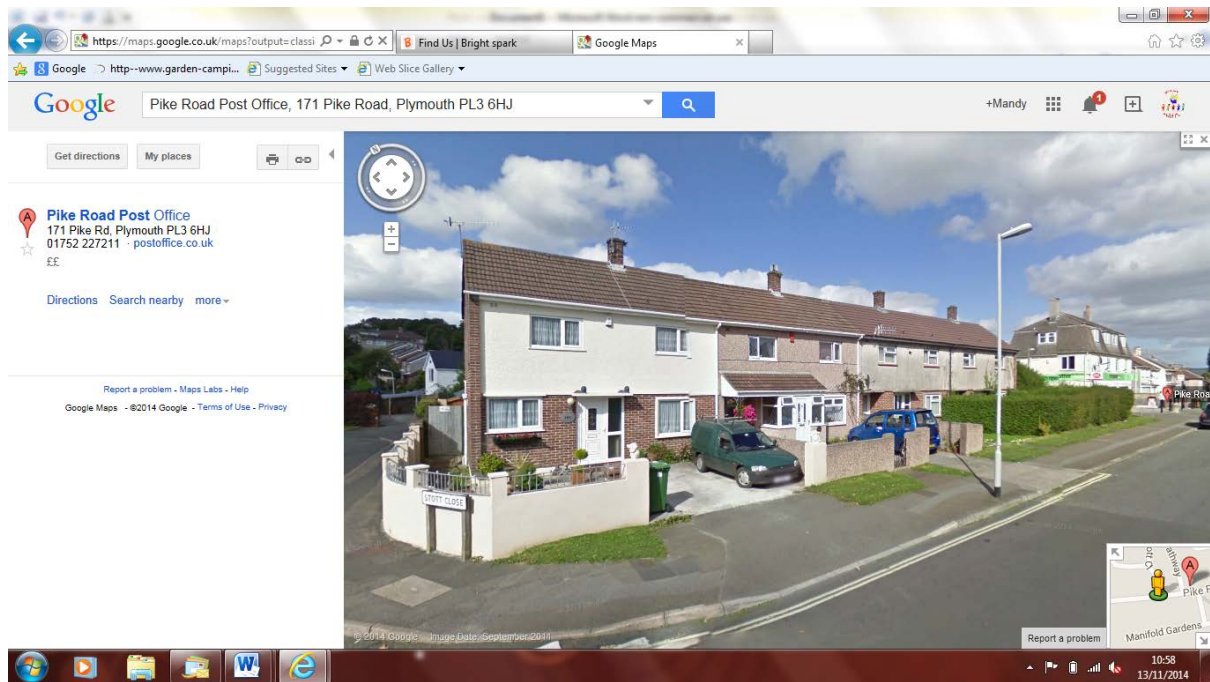 https://maps.google.co.uk/maps?output=classi
Find Us | Bright spark
Google Maps
Google
http--www.garden-campi...
Suggested Sites
Web Slice Gallery
Google
Pike Road Post Office, 171 Pike Road, Plymouth PL3 6HJ
+Mandy
1
Get directions
My places
A
Pike Road Post Office
171 Pike Rd, Plymouth PL3 6HJ
01752 227211 · postoffice.co.uk
££
Directions Search nearby more
Report a problem - Maps Labs - Help
Google Maps - ©2014 Google - Terms of Use - Privacy
N
+
-
STOTT CLOSE
Pike Roa
© 2014 Google Image Date: September 2011
Report a problem
A
Pike R
Manifold Gardens
W
10:58
13/11/2014